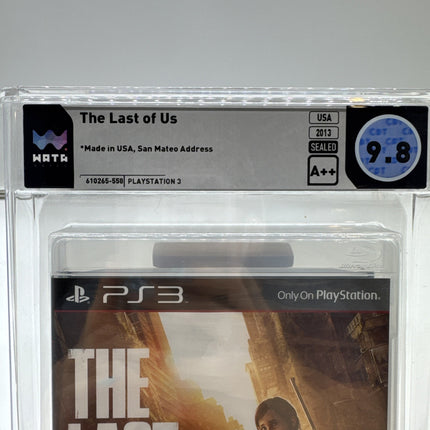 The Last of Us
*Made in USA, San Mateo Address
610265-550 PLAYSTATION 3
WATA
USA
2013
SEALED
A++
9.8
PS3
Only On PlayStation.
THE
LAST